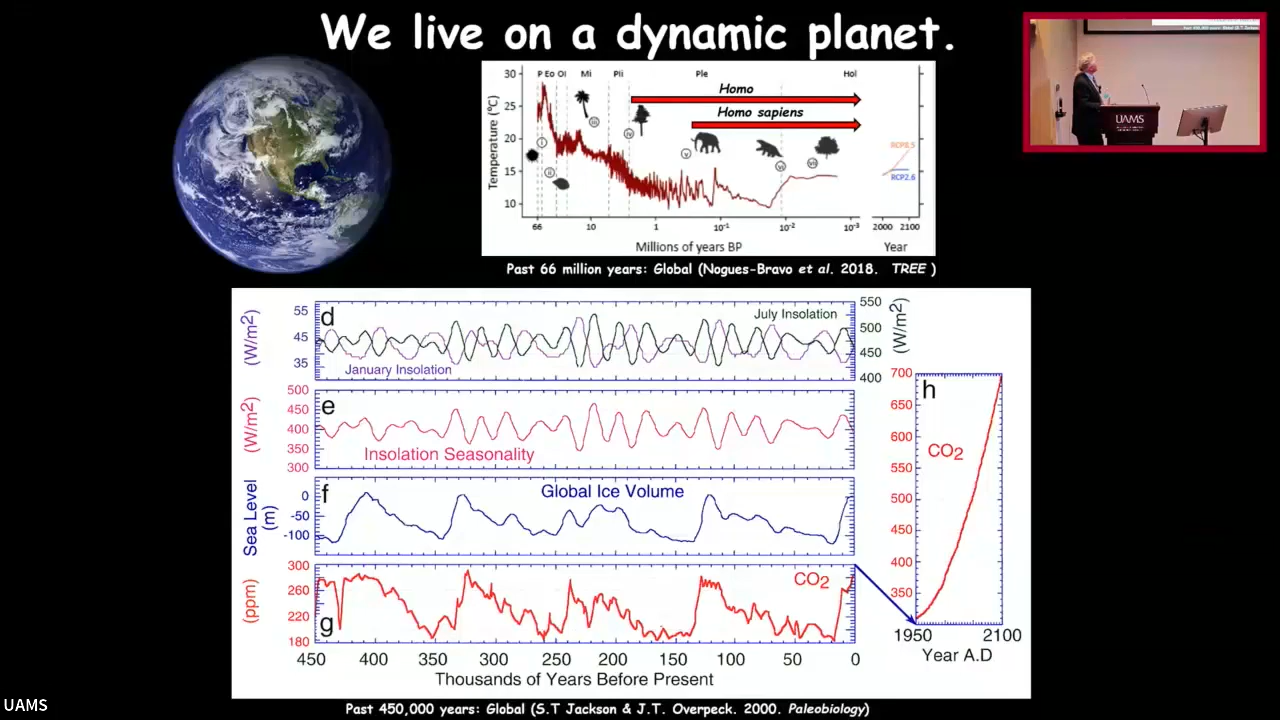 We live on a dynamic planet.
30
25
20
15
10
Temperature (°C)
P Eo Ol Mi Pli Ple Hol
Homo
Homo sapiens
RCP8.5
RCP2.6
66 10 1 10-1 10-2 10-3
2000 2100
Millions of years BP
Year
Past 66 million years: Global (Nogues-Bravo et al. 2018. TREE )
UAMS
d
55
45
35
(W/m2)
July Insolation
January Insolation
550
500
450
400
(W/m2)
e
500
450
400
350
300
(W/m2)
Insolation Seasonality
f
0
-50
-100
Sea Level
(m)
Global Ice Volume
g
300
260
220
180
(ppm)
CO2
450 400 350 300 250 200 150 100 50 0
Thousands of Years Before Present
h
700
650
600
550
500
450
400
350
CO2
1950 2100
Year A.D
Past 450,000 years: Global (S.T Jackson & J.T. Overpeck. 2000. Paleobiology)
UAMS